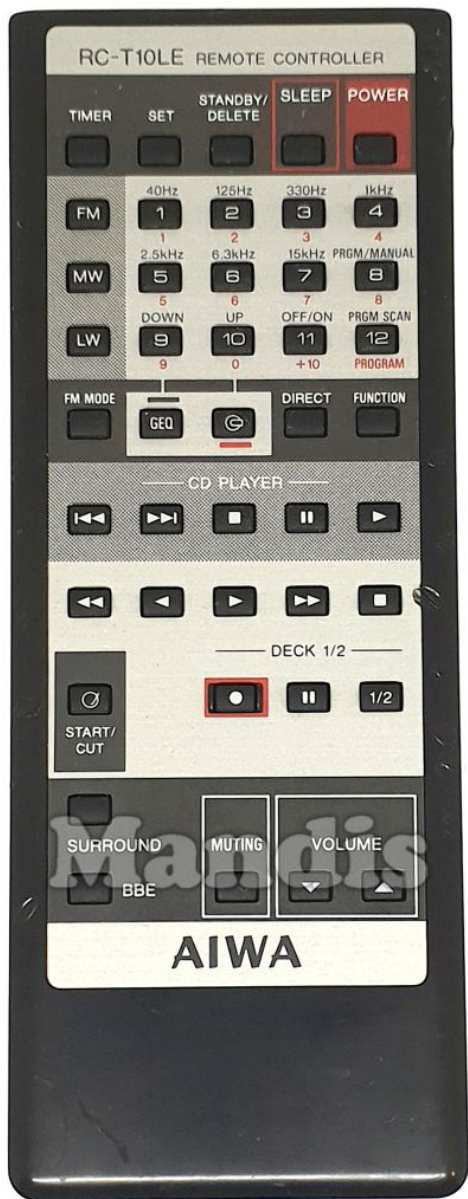 RC-T10LE REMOTE CONTROLLER
TIMER SET STANDBY/DELETE SLEEP POWER
40Hz 125Hz 330Hz 1kHz
FM 1 2 3 4
1 2 3 4
2.5kHz 6.3kHz 15kHz PRGM/MANUAL
MW 5 6 7 8
5 6 7 8
DOWN UP OFF/ON PRGM SCAN
LW 9 10 11 12
9 0 +10 PROGRAM
FM MODE GEQ DIRECT FUNCTION
CD PLAYER
DECK 1/2
1/2
START/
CUT
SURROUND MUTING VOLUME
Mandis
BBE
AIWA